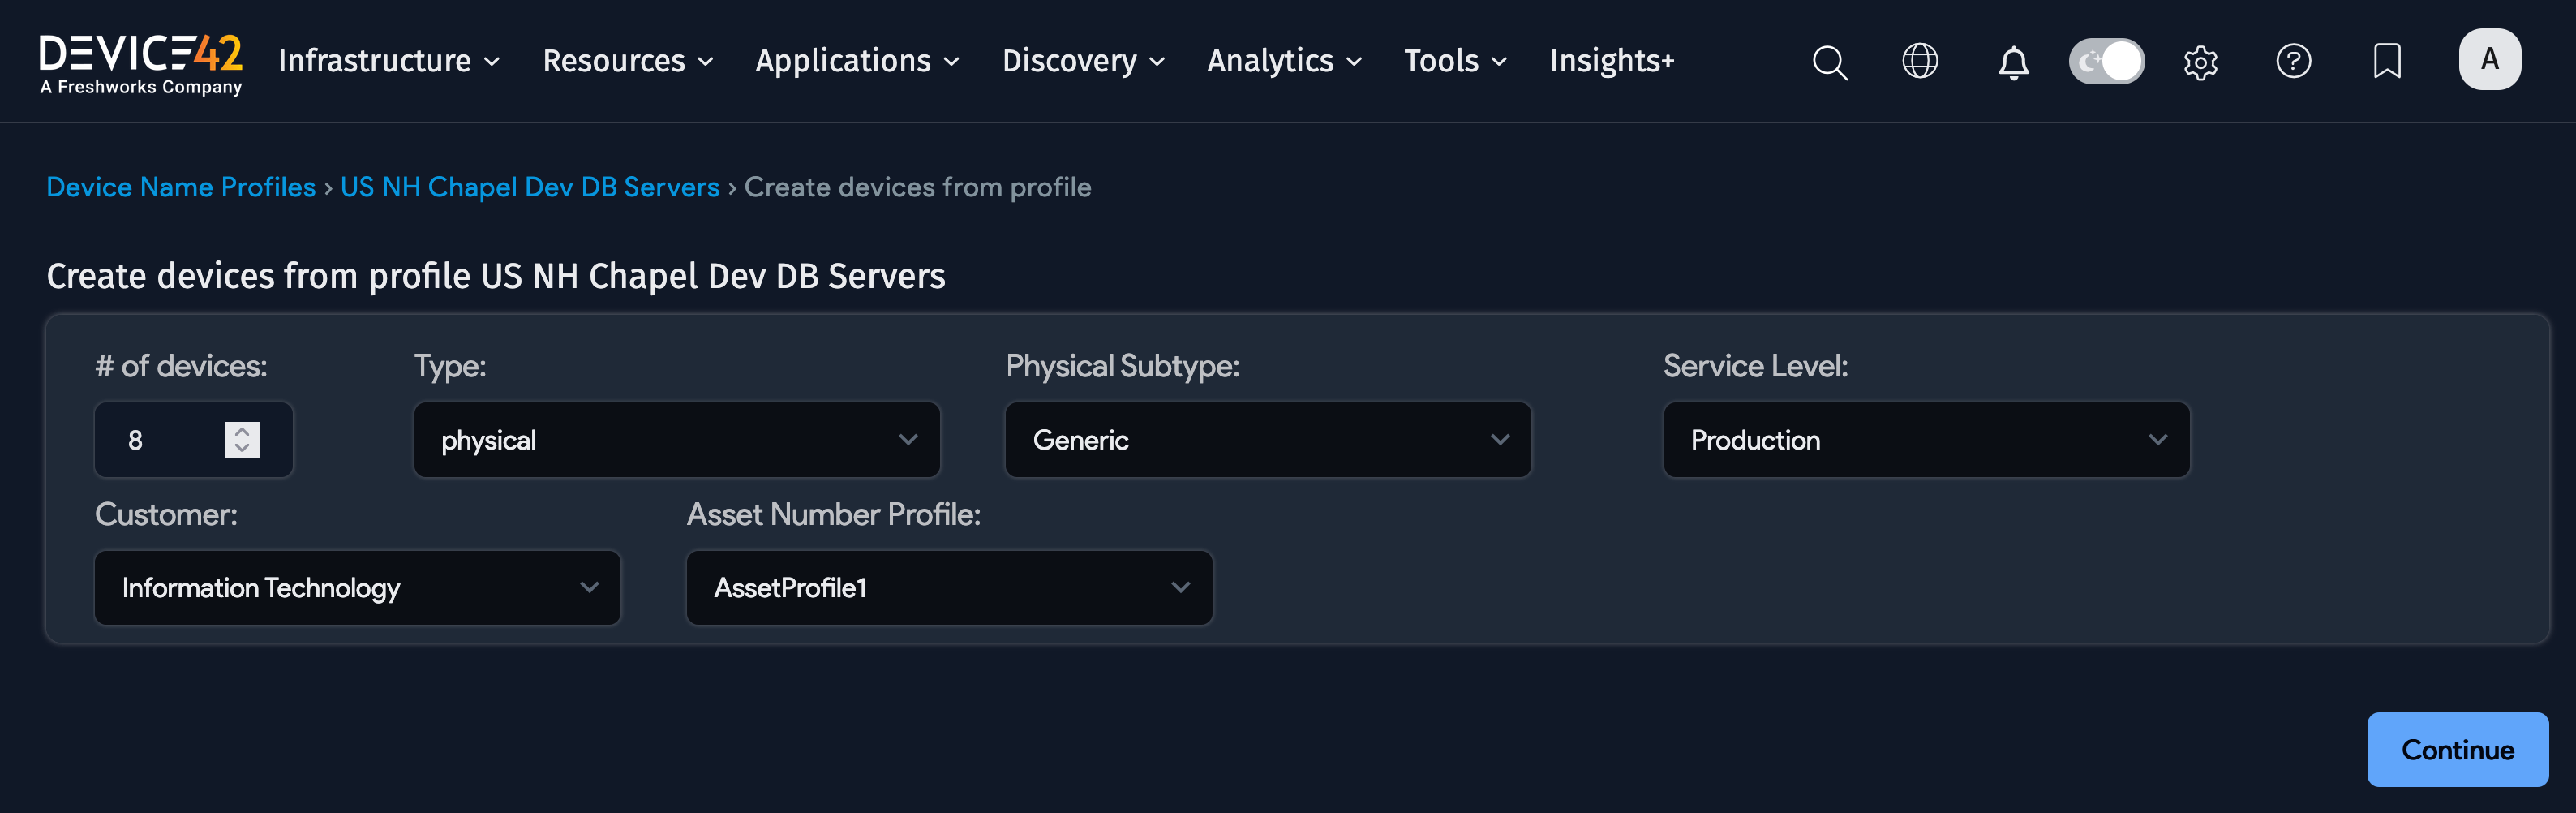 DEVICE42
A Freshworks Company
Infrastructure Resources Applications Discovery Analytics Tools Insights+ A
Device Name Profiles › US NH Chapel Dev DB Servers › Create devices from profile
Create devices from profile US NH Chapel Dev DB Servers
# of devices: Type: Physical Subtype: Service Level:
8 physical Generic Production
Customer: Asset Number Profile:
Information Technology AssetProfile1
Continue